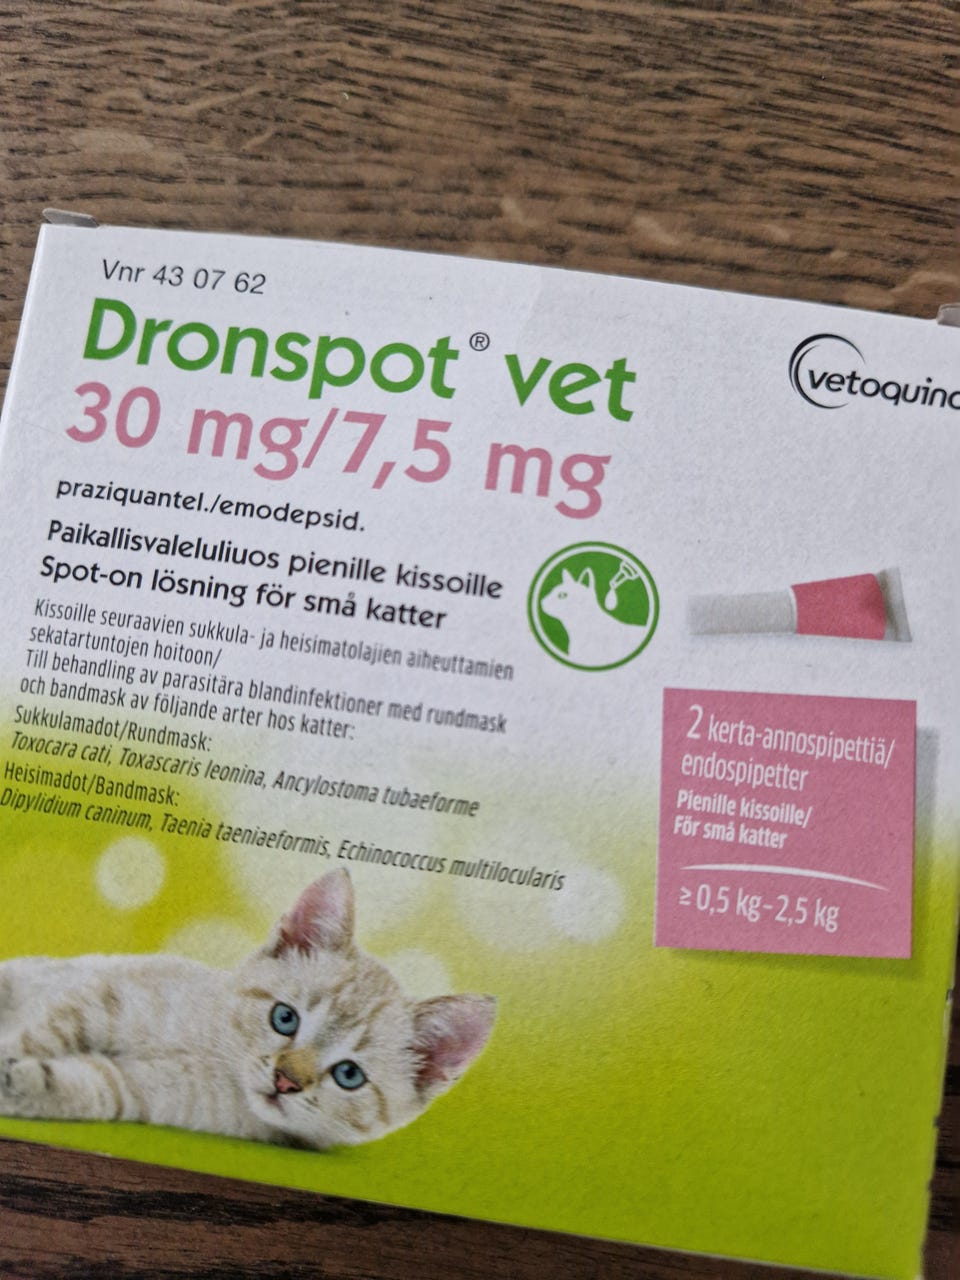 Vnr 43 07 62
Dronspot® vet
30 mg/7,5 mg
praziquantel./emodepsid.
Paikallisvaleluliuos pienille kissoille
Spot-on lösning för små katter
Kissoille seuraavien sukkula- ja heisimatolajien aiheuttamien
sekatartuntojen hoitoon/
Till behandling av parasitära blandinfektioner med rundmask
och bandmask av följande arter hos katter:
Sukkulamadot/Rundmask:
Toxocara cati, Toxascaris leonina, Ancylostoma tubaeforme
Heisimadot/Bandmask:
Dipylidium caninum, Taenia taeniaeformis, Echinococcus multilocularis
vetoquino
2 kerta-annospipettiä/
endospipetter
Pienille kissoille/
För små katter
≥ 0,5 kg – 2,5 kg